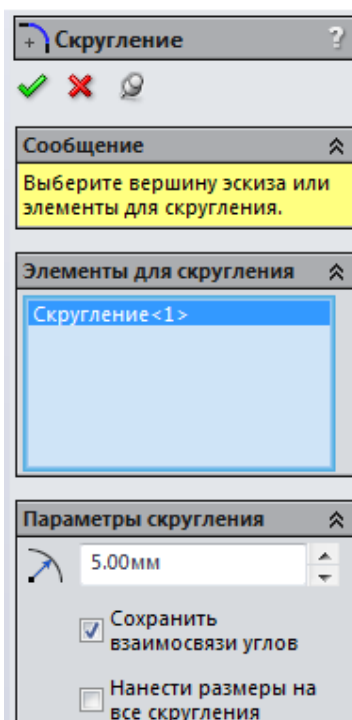 Скругление ?
Сообщение
Выберите вершину эскиза или
элементы для скругления.
Элементы для скругления
Скругление<1>
Параметры скругления
5.00мм
Сохранить
взаимосвязи углов
Нанести размеры на
все скругления